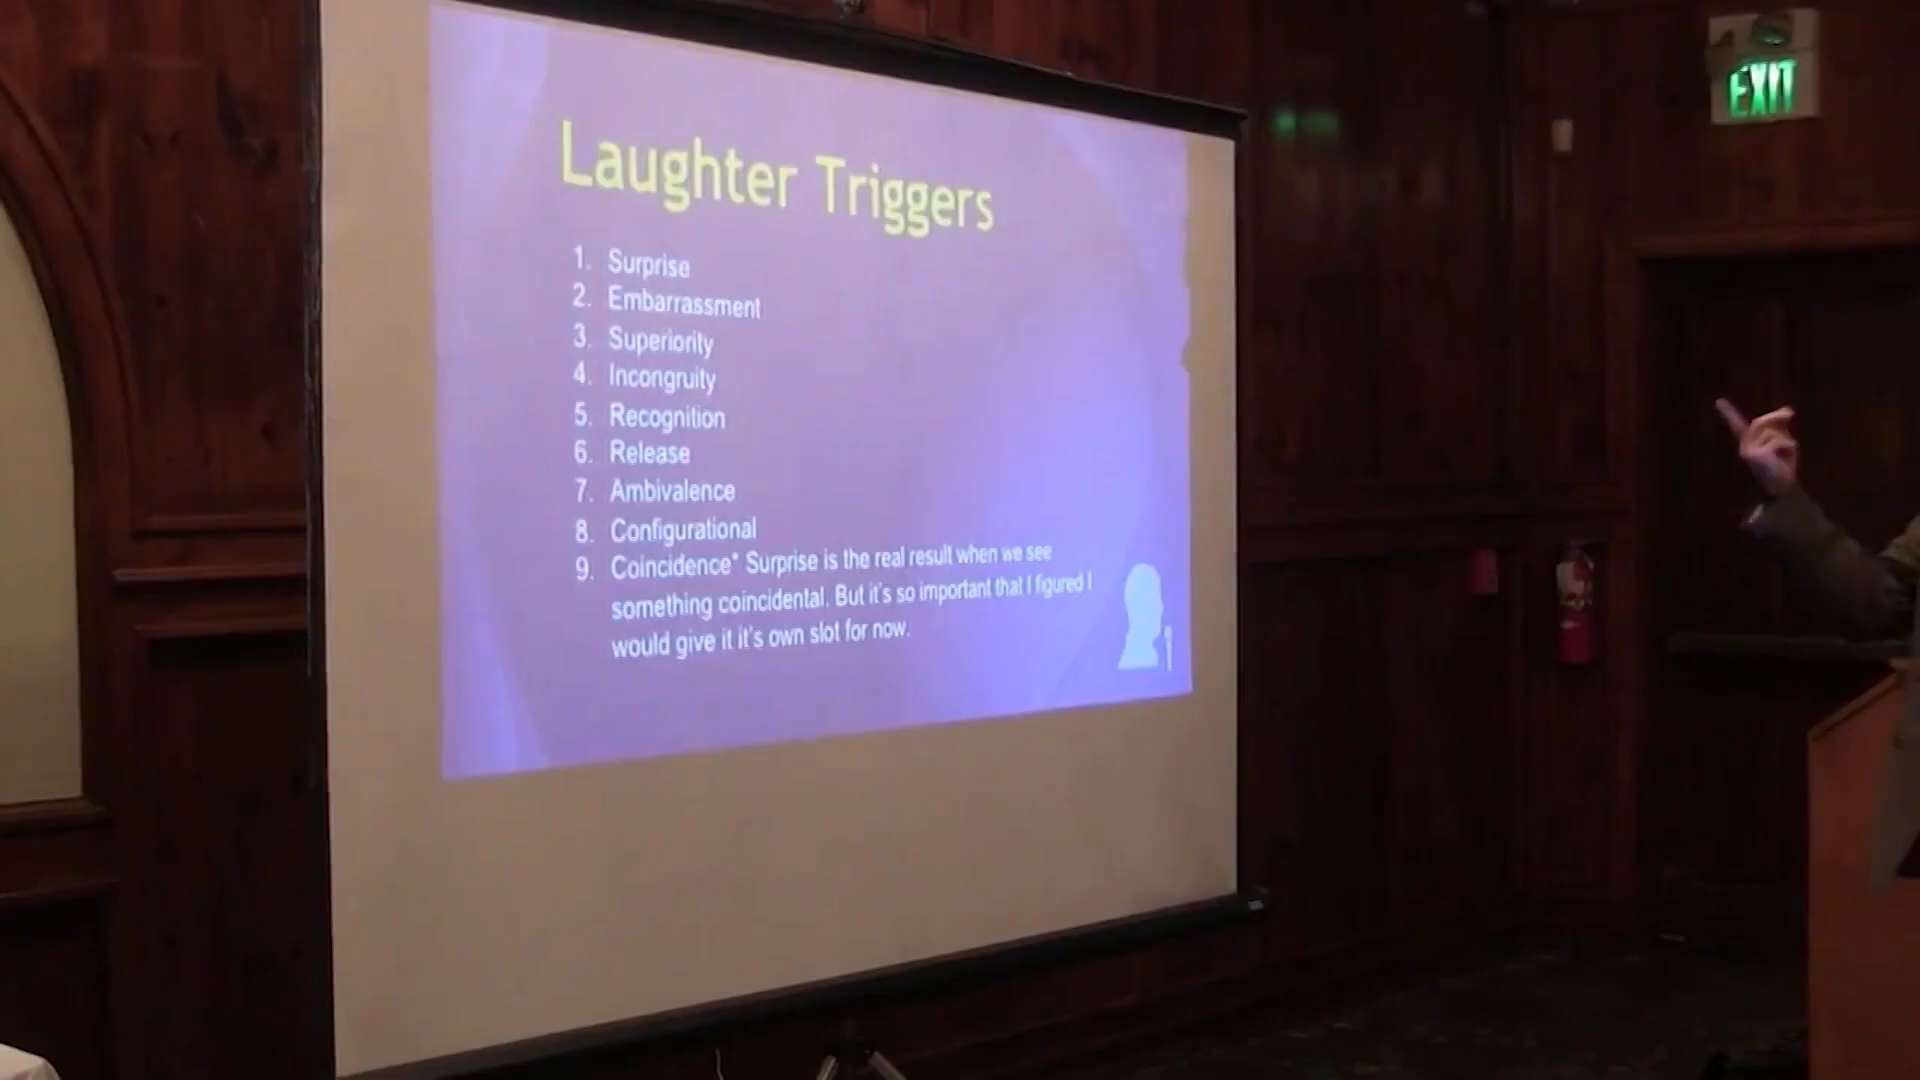 Laughter Triggers
1. Surprise
2. Embarrassment
3. Superiority
4. Incongruity
5. Recognition
6. Release
7. Ambivalence
8. Configurational
9. Coincidence* Surprise is the real result when we see
something coincidental. But it's so important that I figured I
would give it it's own slot for now.
EXIT